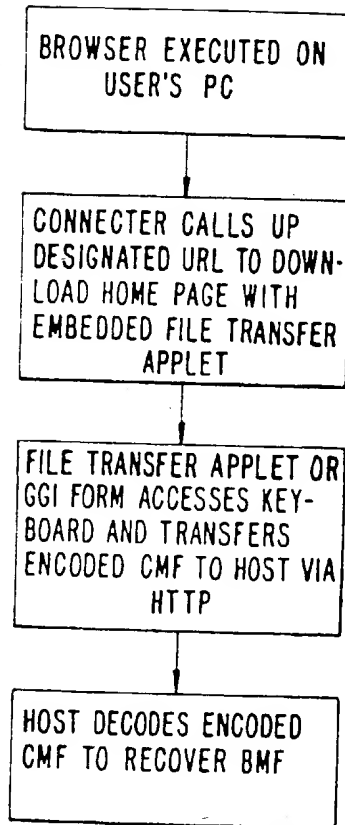 BROWSER EXECUTED ON
USER'S PC
CONNECTER CALLS UP
DESIGNATED URL TO DOWN-
LOAD HOME PAGE WITH
EMBEDDED FILE TRANSFER
APPLET
FILE TRANSFER APPLET OR
GGI FORM ACCESSES KEY-
BOARD AND TRANSFERS
ENCODED CMF TO HOST VIA
HTTP
HOST DECODES ENCODED
CMF TO RECOVER BMF